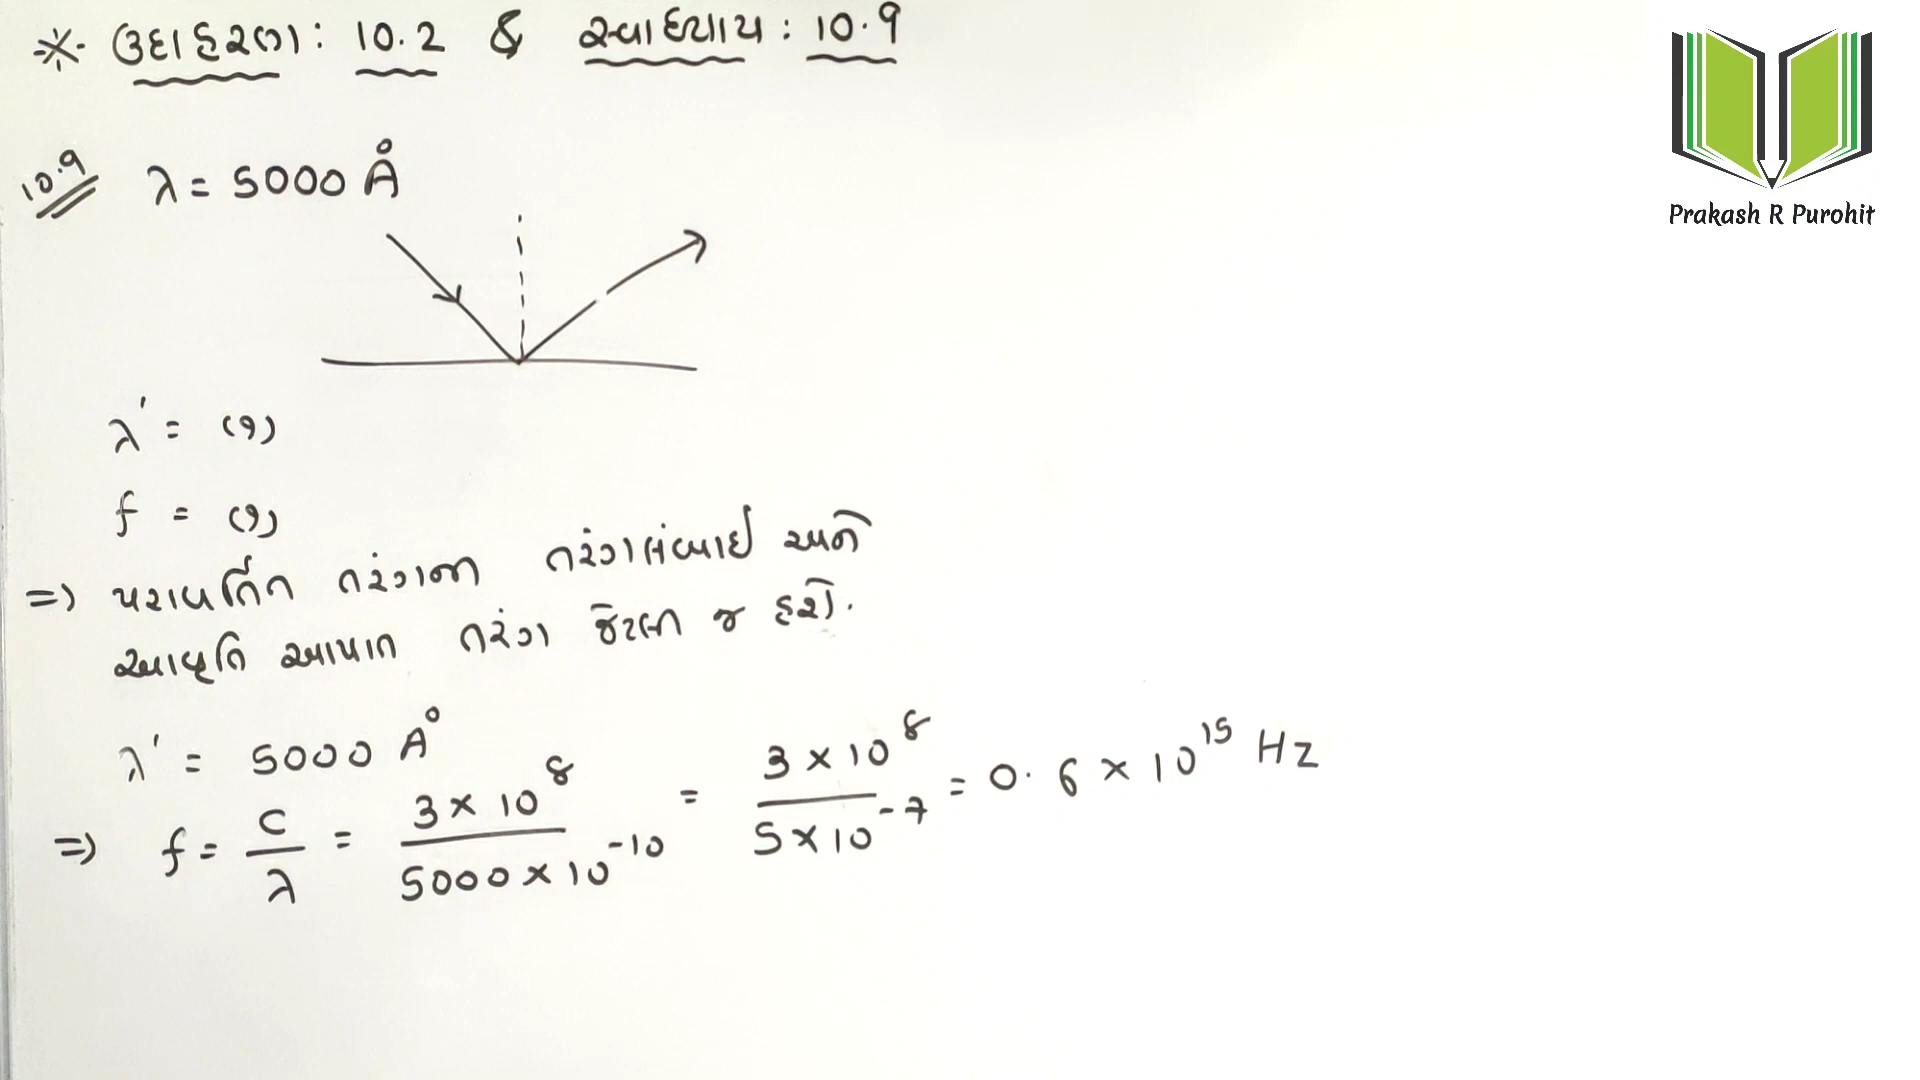 * ઉદાહરણ: 10.2 & સ્વાધ્યાય: 10.9
Prakash R Purohit
10.9 λ = 5000 Å
λ' = (?)
f = (?)
=> પરાવર્તિત તરંગની તરંગલંબાઈ અને
આવૃતિ આપાત તરંગ જેટલી જ હશે.
λ' = 5000 A°
=> f = C/λ = 3 × 10^8 / 5000 × 10^-10 = 3 × 10^8 / 5 × 10^-7 = 0.6 × 10^15 Hz